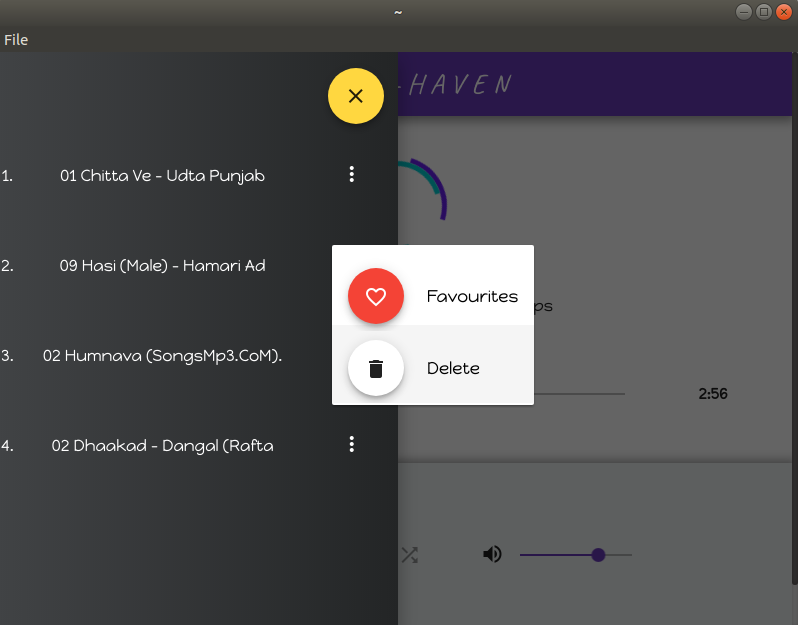 ~
File
-HAVEN
1. 01 Chitta Ve - Udta Punjab
2. 09 Hasi (Male) - Hamari Ad
Favourites
ps
3. 02 Humnava (SongsMp3.CoM).
Delete
2:56
4. 02 Dhaakad - Dangal (Rafta